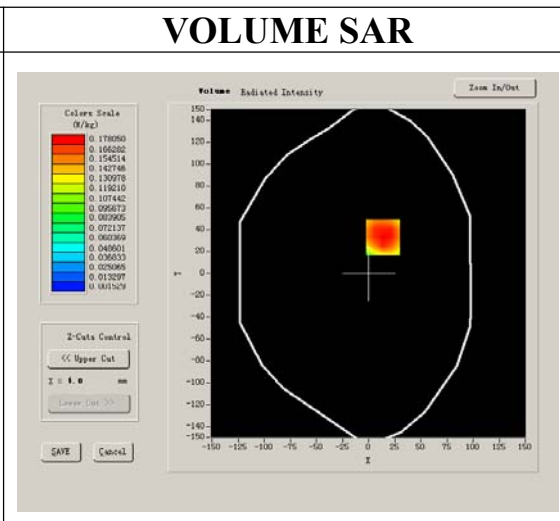 VOLUME SAR
Volume Radiated Intensity
Zoom In/Out
Colors Scale
(W/kg)
0.178050
0.166282
0.154514
0.142746
0.130978
0.119210
0.107442
0.095673
0.083905
0.072137
0.060369
0.048601
0.036833
0.025065
0.013297
0.001529
150
140
120
100
80
60
40
20
0
-20
-40
-60
-80
-100
-120
-140
-150
Y
-150 -125 -100 -75 -50 -25 0 25 50 75 100 125 150
X
Z-Cuts Control
<< Upper Cut
mm
Lower Cut >>
SAVE
Cancel